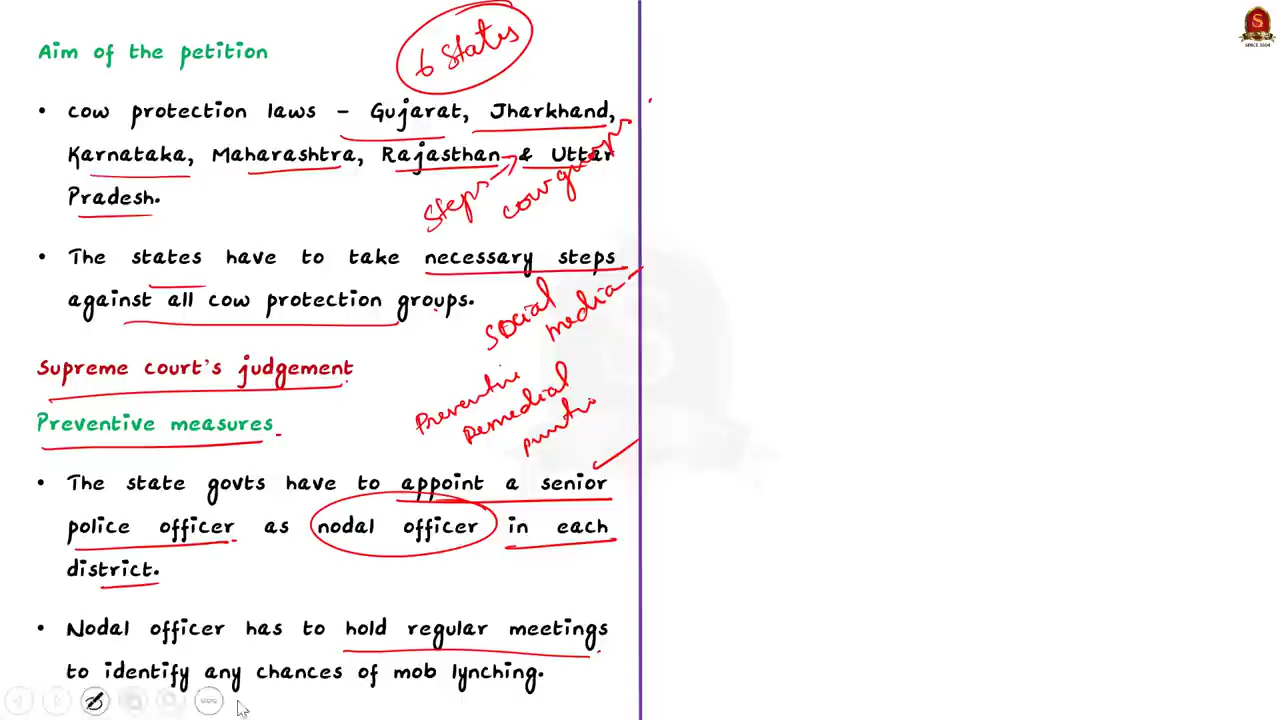 Aim of the petition
6 States
• cow protection laws – Gujarat, Jharkhand,
Karnataka, Maharashtra, Rajasthan & Uttar
Pradesh.
Steps
cow groups
• The states have to take necessary steps
against all cow protection groups.
Social
media
Supreme court's judgement
Preventive
Remedial
Preventive measures
• The state govts have to appoint a senior
police officer as nodal officer in each
district.
• Nodal officer has to hold regular meetings
to identify any chances of mob lynching.
S
SINCE 2004